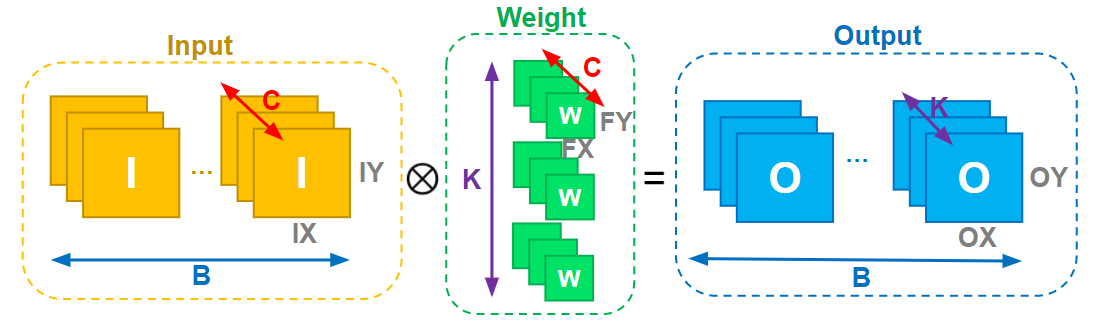 Input
Weight
Output
C
I
...
I
IY
IX
B
⊗
K
C
W
FY
FX
W
W
=
K
O
...
O
OY
OX
B